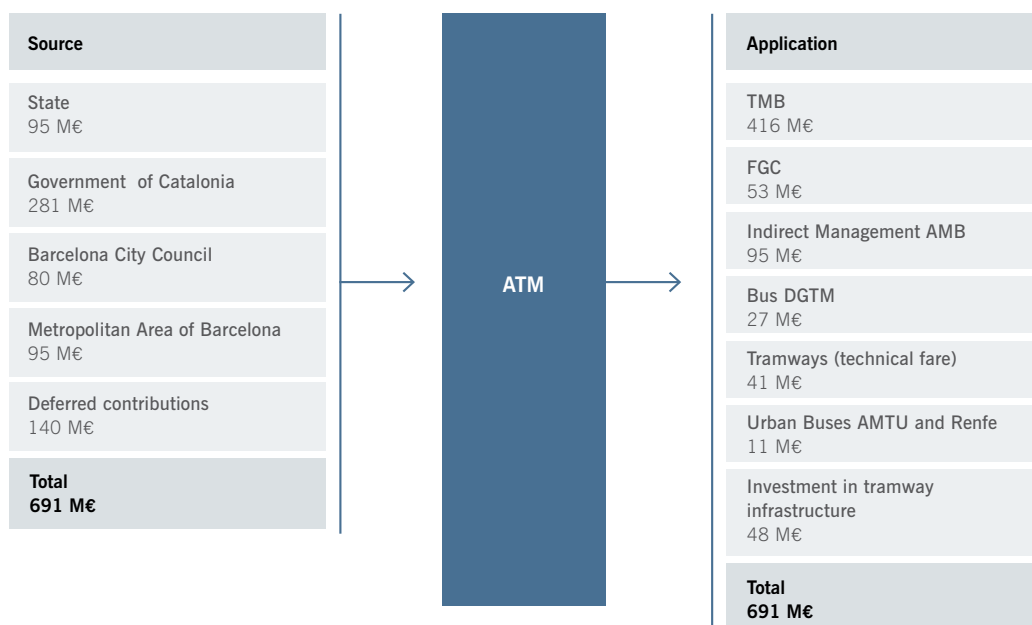 Source
State
95 M€
Government of Catalonia
281 M€
Barcelona City Council
80 M€
Metropolitan Area of Barcelona
95 M€
Deferred contributions
140 M€
Total
691 M€
ATM
Application
TMB
416 M€
FGC
53 M€
Indirect Management AMB
95 M€
Bus DGTM
27 M€
Tramways (technical fare)
41 M€
Urban Buses AMTU and Renfe
11 M€
Investment in tramway
infrastructure
48 M€
Total
691 M€